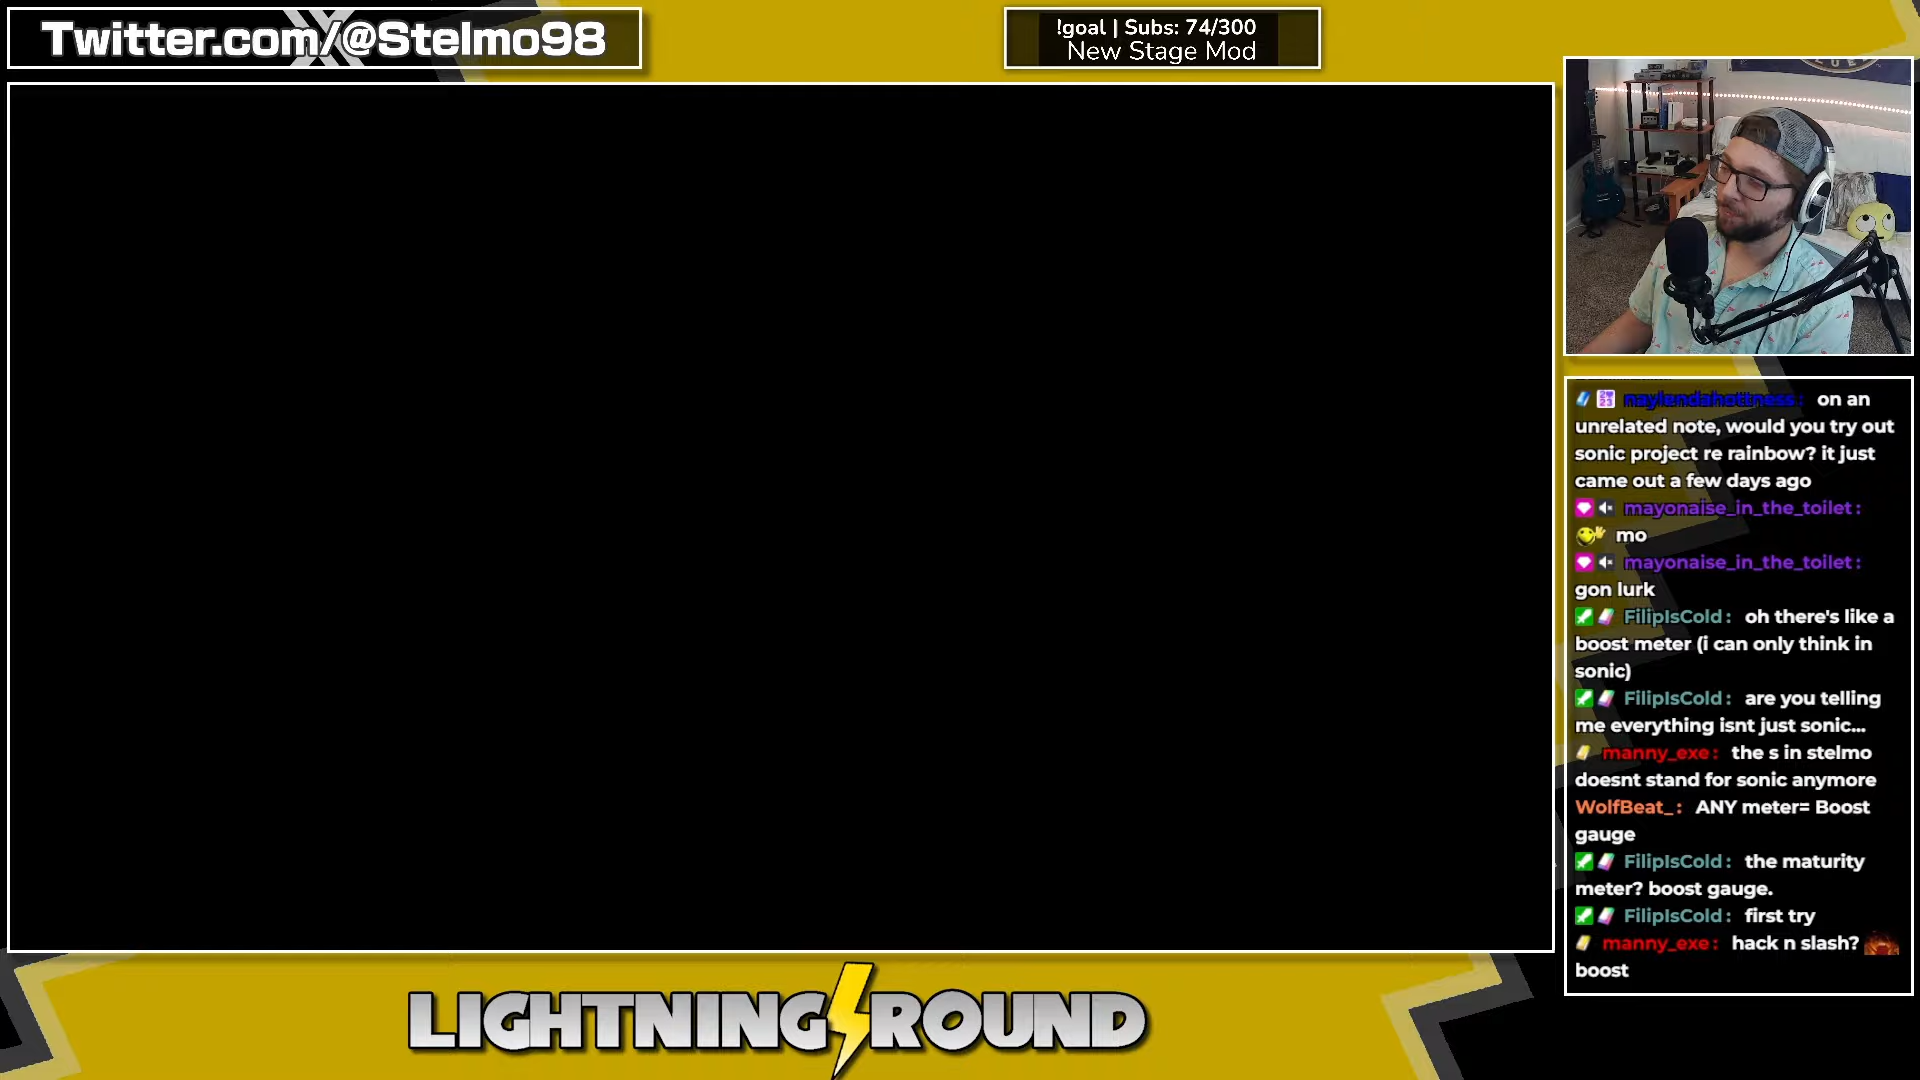 Twitter.com/@Stelmo98
!goal | Subs: 74/300
New Stage Mod
naylendahottness: on an
unrelated note, would you try out
sonic project re rainbow? it just
came out a few days ago
mayonaise_in_the_toilet:
mo
mayonaise_in_the_toilet:
gon lurk
FilipIsCold: oh there's like a
boost meter (i can only think in
sonic)
FilipIsCold: are you telling
me everything isnt just sonic...
manny_exe: the s in stelmo
doesnt stand for sonic anymore
WolfBeat_: ANY meter= Boost
gauge
FilipIsCold: the maturity
meter? boost gauge.
FilipIsCold: first try
manny_exe: hack n slash?
boost
LIGHTNING ROUND